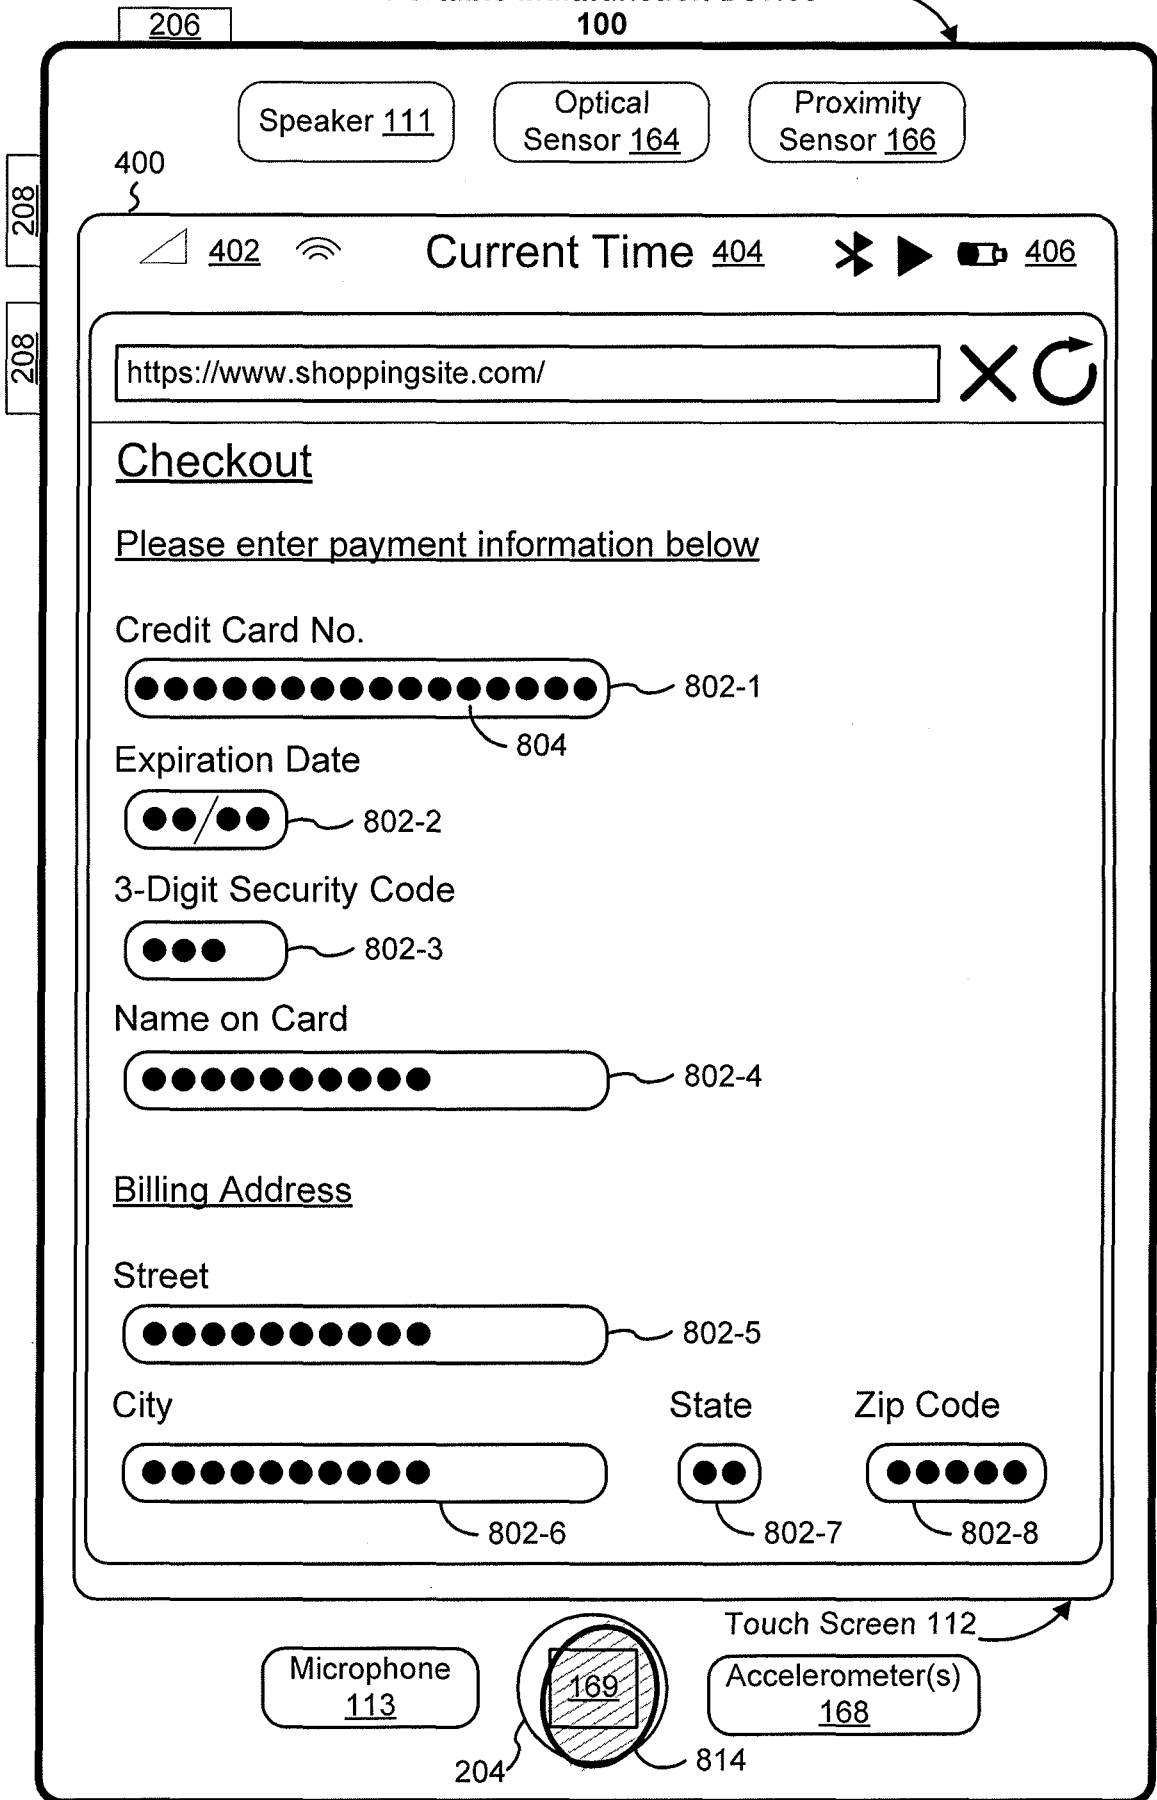 206
100
Speaker 111
Optical
Sensor 164
Proximity
Sensor 166
400
208
402 Current Time 404 406
208
https://www.shoppingsite.com/
Checkout
Please enter payment information below
Credit Card No.
802-1
804
Expiration Date
802-2
3-Digit Security Code
802-3
Name on Card
802-4
Billing Address
Street
802-5
City State Zip Code
802-6 802-7 802-8
Touch Screen 112
Microphone
113
169
Accelerometer(s)
168
204
814